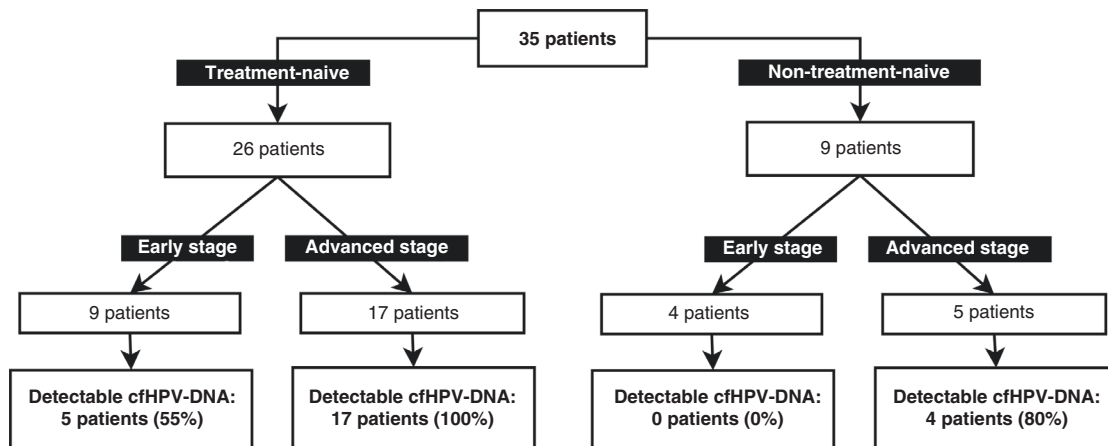 35 patients
Treatment-naive
Non-treatment-naive
26 patients
9 patients
Early stage
Advanced stage
Early stage
Advanced stage
9 patients
17 patients
4 patients
5 patients
Detectable cfHPV-DNA:
5 patients (55%)
Detectable cfHPV-DNA:
17 patients (100%)
Detectable cfHPV-DNA:
0 patients (0%)
Detectable cfHPV-DNA:
4 patients (80%)